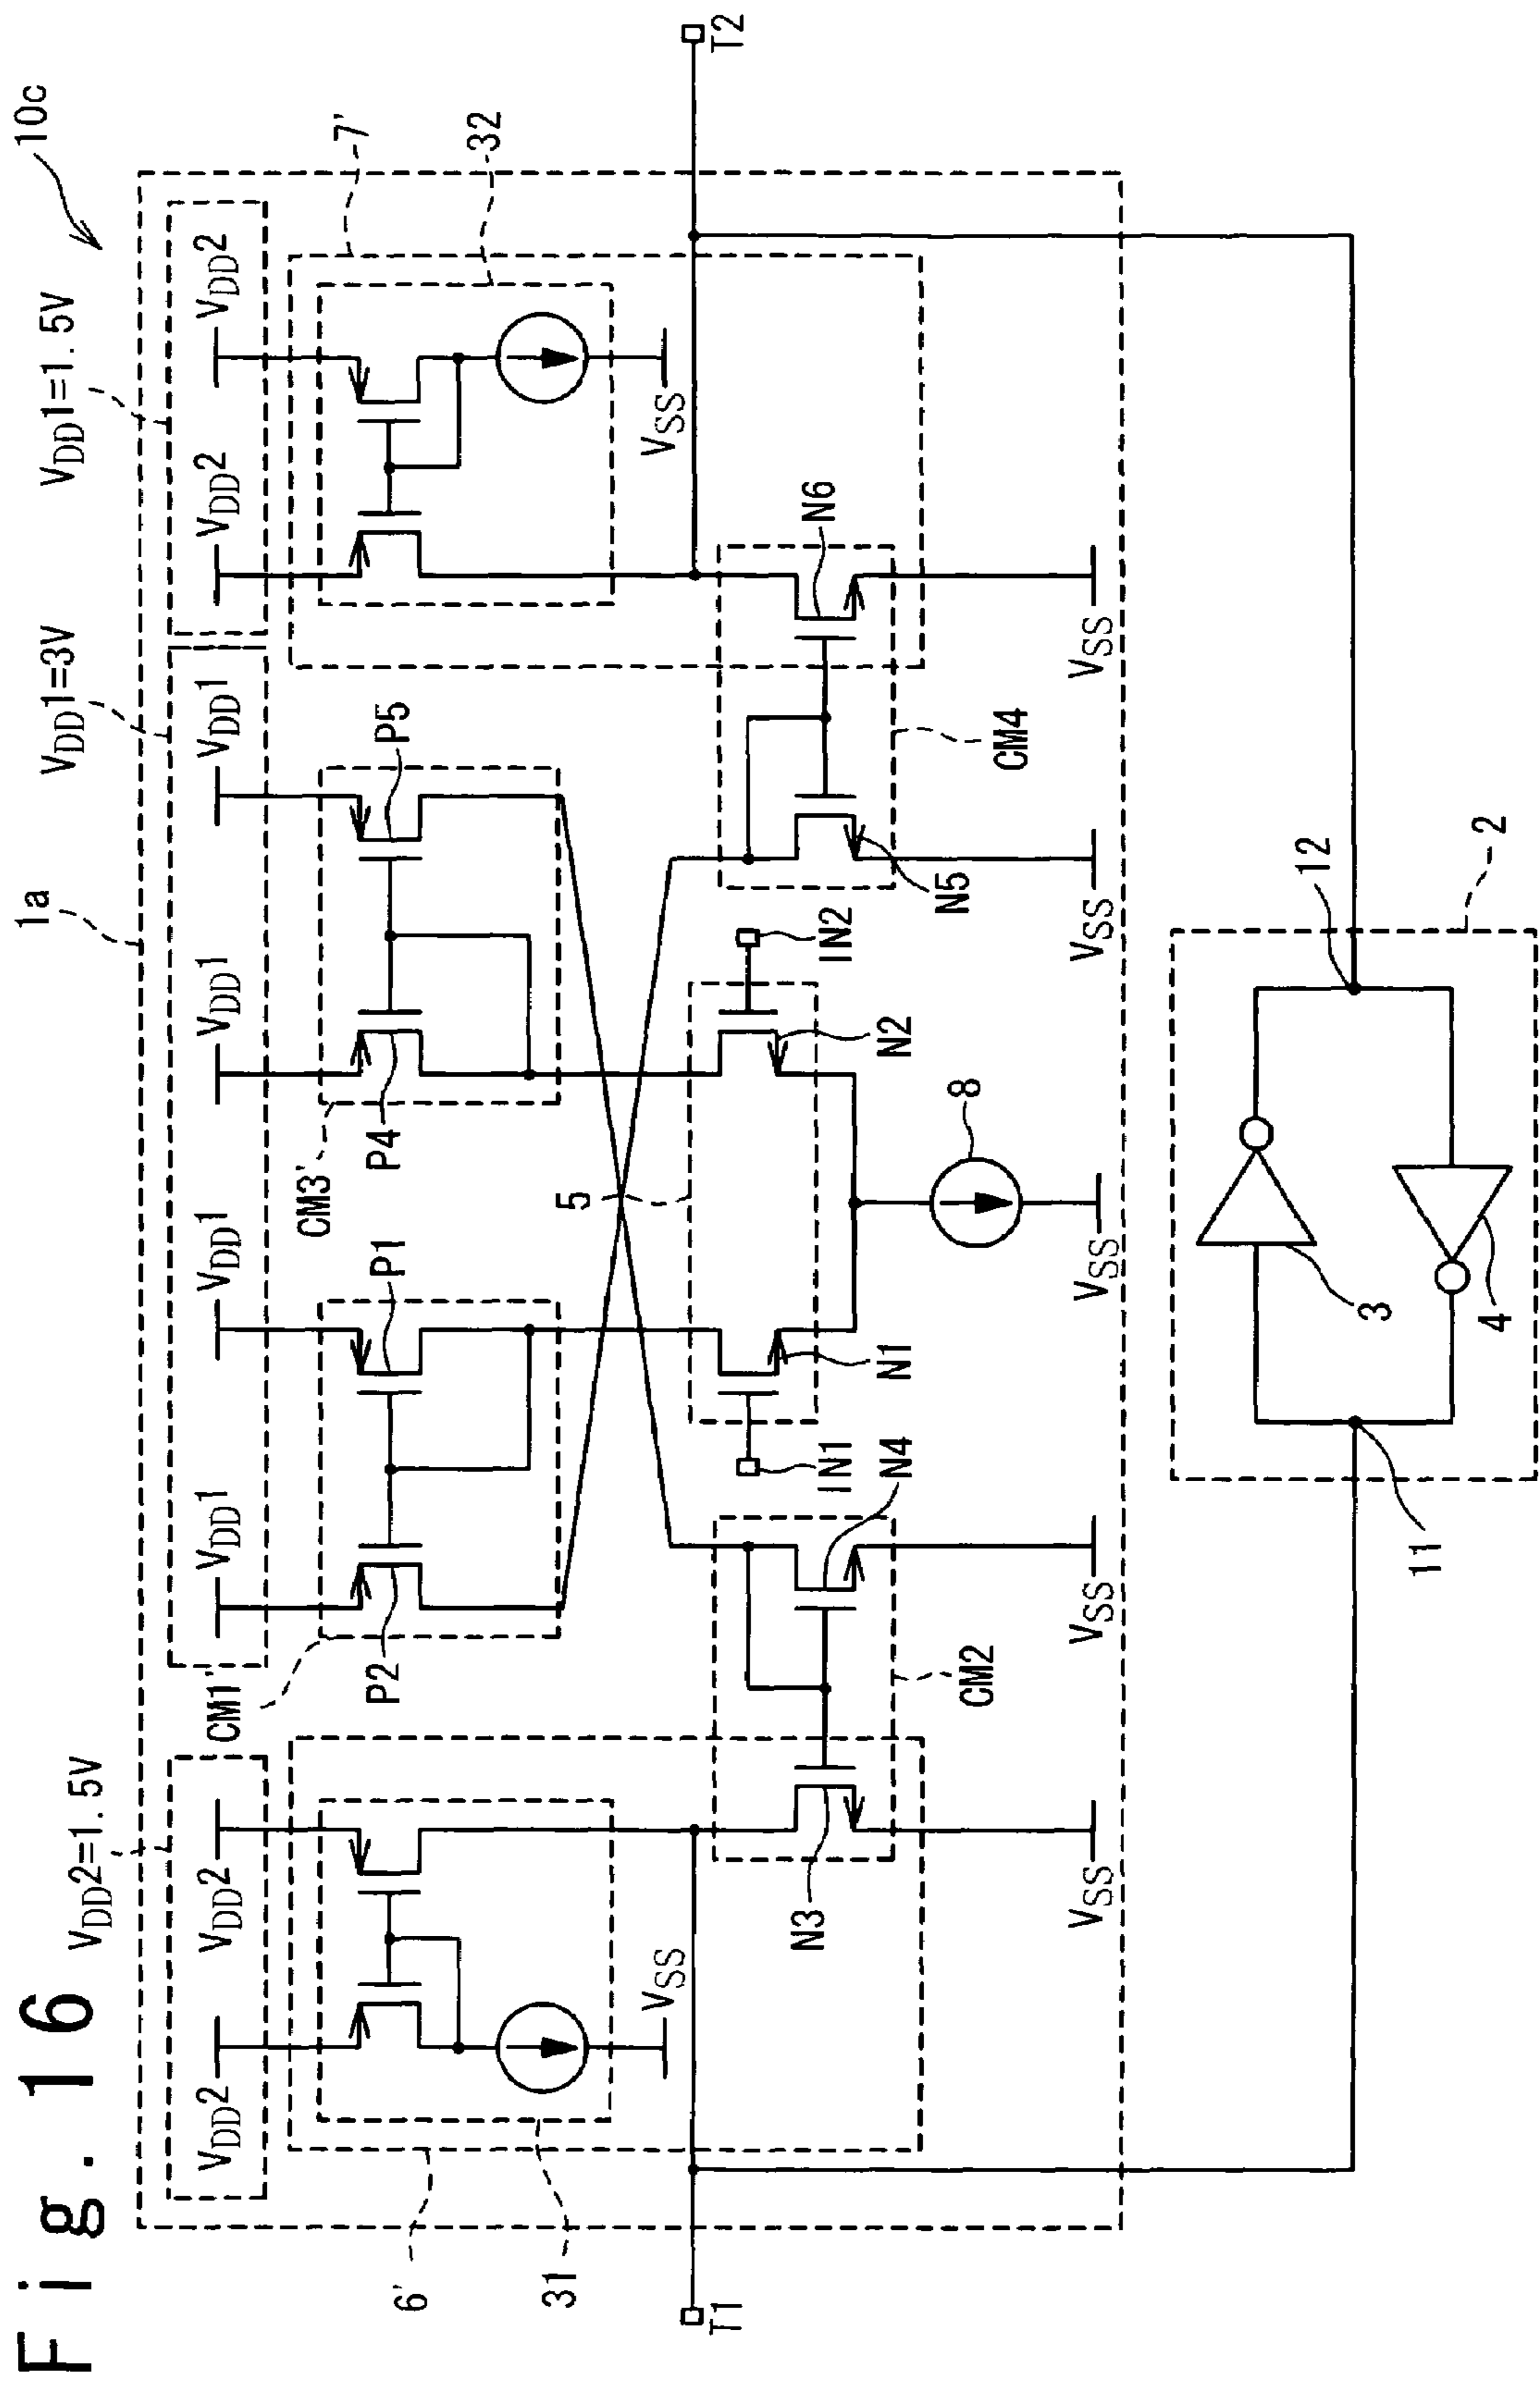 Fig. 16
10c
1a
VDD2=1.5V
VDD1=3V
VDD1=1.5V
VDD2
VDD2
VDD1
VDD1
VDD1
VDD1
VDD2
VDD2
CM1'
P2
P1
CM3'
P4
P5
7'
32
6'
31
VSS
5
VSS
T1
T2
IN1
IN2
N3
CM2
N4
N1
N2
N5
CM4
N6
8
VSS
VSS
VSS
VSS
VSS
11
3
4
12
2